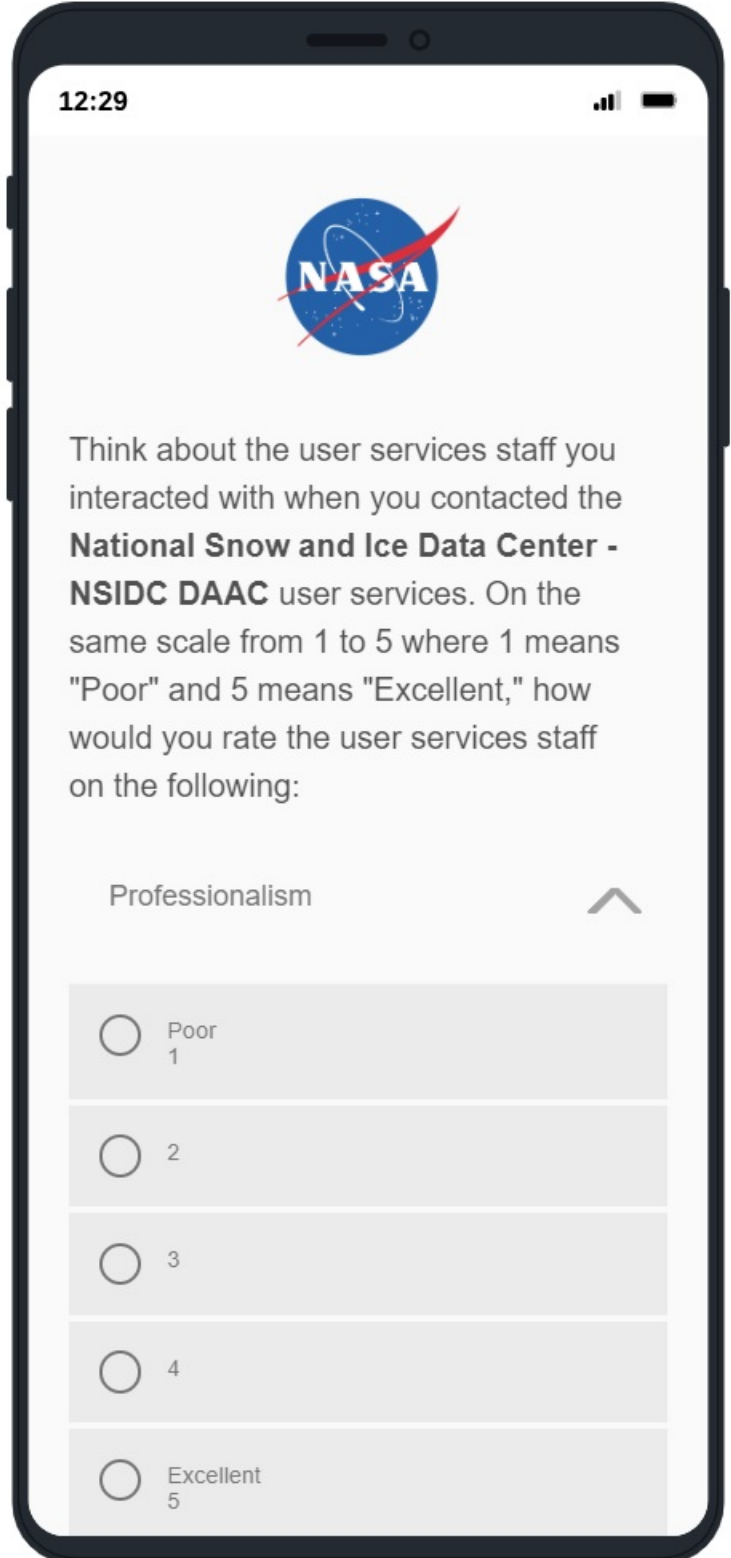 12:29
NASA
Think about the user services staff you
interacted with when you contacted the
National Snow and Ice Data Center -
NSIDC DAAC user services. On the
same scale from 1 to 5 where 1 means
"Poor" and 5 means "Excellent," how
would you rate the user services staff
on the following:
Professionalism
Poor
1
2
3
4
Excellent
5